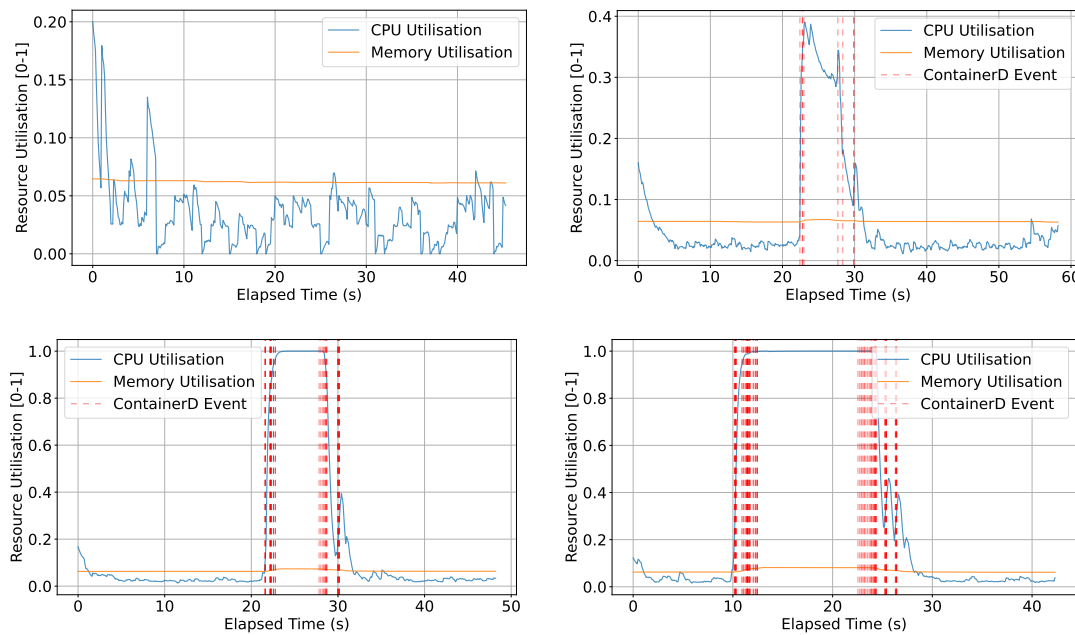 Resource Utilisation [0-1]
0.20
0.15
0.10
0.05
0.00
CPU Utilisation
Memory Utilisation
0 10 20 30 40
Elapsed Time (s)
Resource Utilisation [0-1]
0.4
0.3
0.2
0.1
0.0
CPU Utilisation
Memory Utilisation
ContainerD Event
0 10 20 30 40 50 60
Elapsed Time (s)
Resource Utilisation [0-1]
1.0
0.8
0.6
0.4
0.2
0.0
CPU Utilisation
Memory Utilisation
ContainerD Event
0 10 20 30 40 50
Elapsed Time (s)
Resource Utilisation [0-1]
1.0
0.8
0.6
0.4
0.2
0.0
CPU Utilisation
Memory Utilisation
ContainerD Event
0 10 20 30 40
Elapsed Time (s)